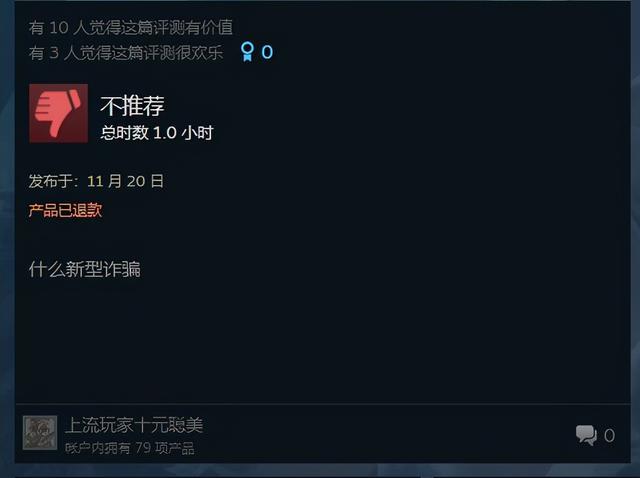 有 10 人觉得这篇评测有价值
有 3 人觉得这篇评测很欢乐 0
不推荐
总时数 1.0 小时
发布于：11 月 20 日
产品已退款
什么新型诈骗
上流玩家十元聪美
帐户内拥有 79 项产品
0